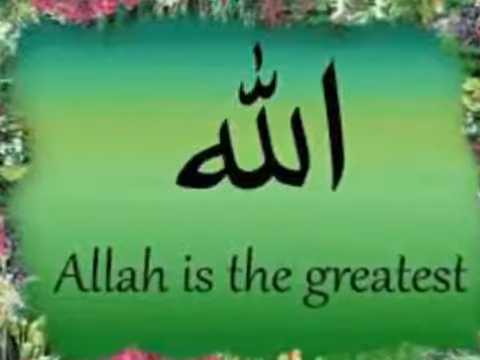 الله
Allah is the greatest